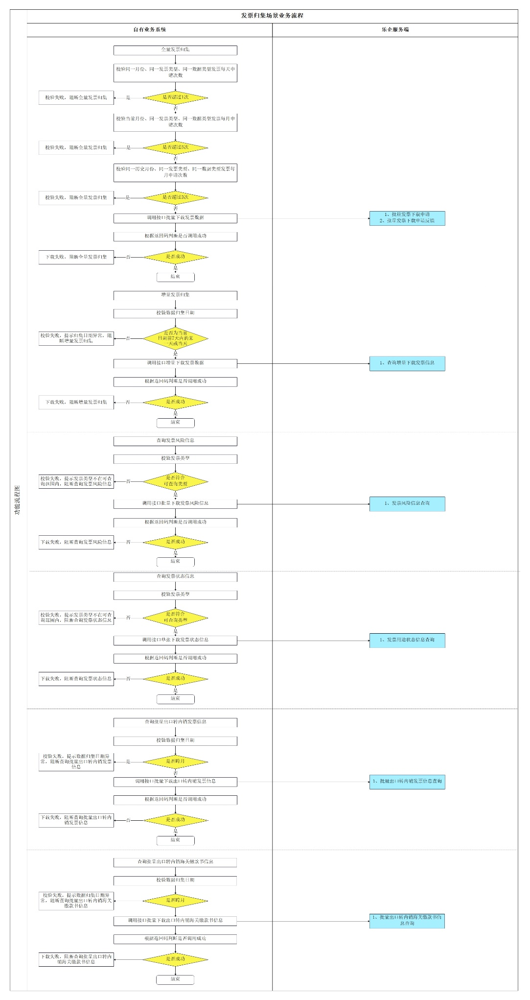 发票归集场景业务流程
自有业务系统
乐企服务端
功能流程图
全量发票归集
校验同一月份、同一发票类型、同一数据类型发票每天申
请次数
是否超过1次
是
校验失败，阻断全量发票归集
否
校验当前月份、同一发票类型、同一数据类型发票每月申
请次数
是否超过5次
是
校验失败，阻断全量发票归集
否
校验同一历史月份、同一发票类型、同一数据类型发票每
月申请次数
是否超过3次
是
校验失败，阻断全量发票归集
否
调用接口批量下载发票数据
1、批量发票下载申请
2、批量发票下载申请反馈
根据返回码判断是否调用成功
是否成功
否
下载失败，阻断全量发票归集
是
结束
增量发票归集
校验数据归集日期
是否为当前
日期前7天内的某
一天或当天
否
校验失败，提示归集日期异常，阻
断增量发票归集
是
调用接口增量下载发票数据
1、查询增量下载发票信息
根据返回码判断是否调用成功
是否成功
否
下载失败，阻断增量发票归集
是
结束
查询发票风险信息
校验发票类型
是否符合
可查询类型
否
校验失败，提示发票类型不在可查
询范围内，阻断查询发票风险信息
是
调用接口批量下载发票风险信息
1、发票风险信息查询
根据返回码判断是否调用成功
是否成功
否
下载失败，阻断查询发票风险信息
是
结束
查询发票状态信息
校验发票类型
是否符合
可查询类型
否
校验失败，提示发票类型不在可查
询范围内，阻断查询发票状态信息
是
调用接口单张下载发票状态信息
1、发票用途状态信息查询
根据返回码判断是否调用成功
是否成功
否
下载失败，阻断查询发票状态信息
是
结束
查询批量出口转内销发票信息
校验数据归集日期
是否跨月
是
校验失败，提示数据归集日期异
常，阻断查询批量出口转内销发票
信息
否
调用接口批量下载出口转内销发票信息
1、批量出口转内销发票信息查询
根据返回码判断是否调用成功
是否成功
否
下载失败，阻断查询批量出口转内
销发票信息
是
结束
查询批量出口转内销海关缴款书信息
校验数据归集日期
是否跨月
校验失败，提示数据归集日期异
常，阻断查询批量出口转内销海关
缴款书信息
调用接口批量下载出口转内销海关缴款书信息
1、批量出口转内销海关缴款书信
息查询
根据返回码判断是否调用成功
是否成功
下载失败，阻断查询批量出口转内
销海关缴款书信息
结束